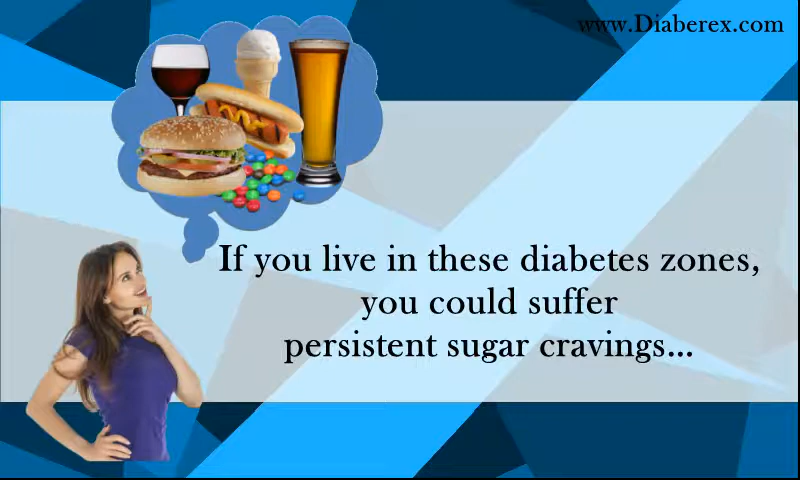 www.Diaberex.com
If you live in these diabetes zones,
you could suffer
persistent sugar cravings...